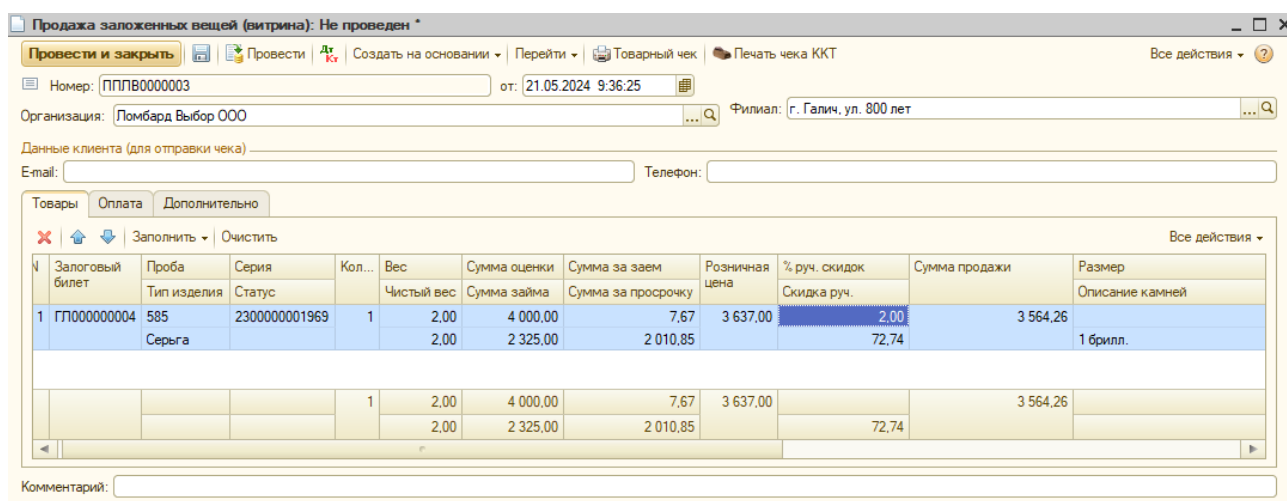 Продажа заложенных вещей (витрина): Не проведен *
Провести и закрыть Провести Дт Кт Создать на основании Перейти Товарный чек Печать чека ККТ Все действия ?
Номер: ППЛВ0000003 от: 21.05.2024 9:36:25
Организация: Ломбард Выбор ООО ... Филиал: г. Галич, ул. 800 лет ...
Данные клиента (для отправки чека)
E-mail: Телефон:
Товары Оплата Дополнительно
Заполнить Очистить Все действия
N Залоговый билет Проба Серия Кол... Вес Сумма оценки Сумма за заем Розничная цена % руч. скидок Сумма продажи Размер
Тип изделия Статус Чистый вес Сумма займа Сумма за просрочку Скидка руч. Описание камней
1 ГЛ000000004 585 2300000001969 1 2,00 4 000,00 7,67 3 637,00 2,00 3 564,26
Серьга 2,00 2 325,00 2 010,85 72,74 1 брилл.
1 2,00 4 000,00 7,67 3 637,00 3 564,26
2,00 2 325,00 2 010,85 72,74
Комментарий: